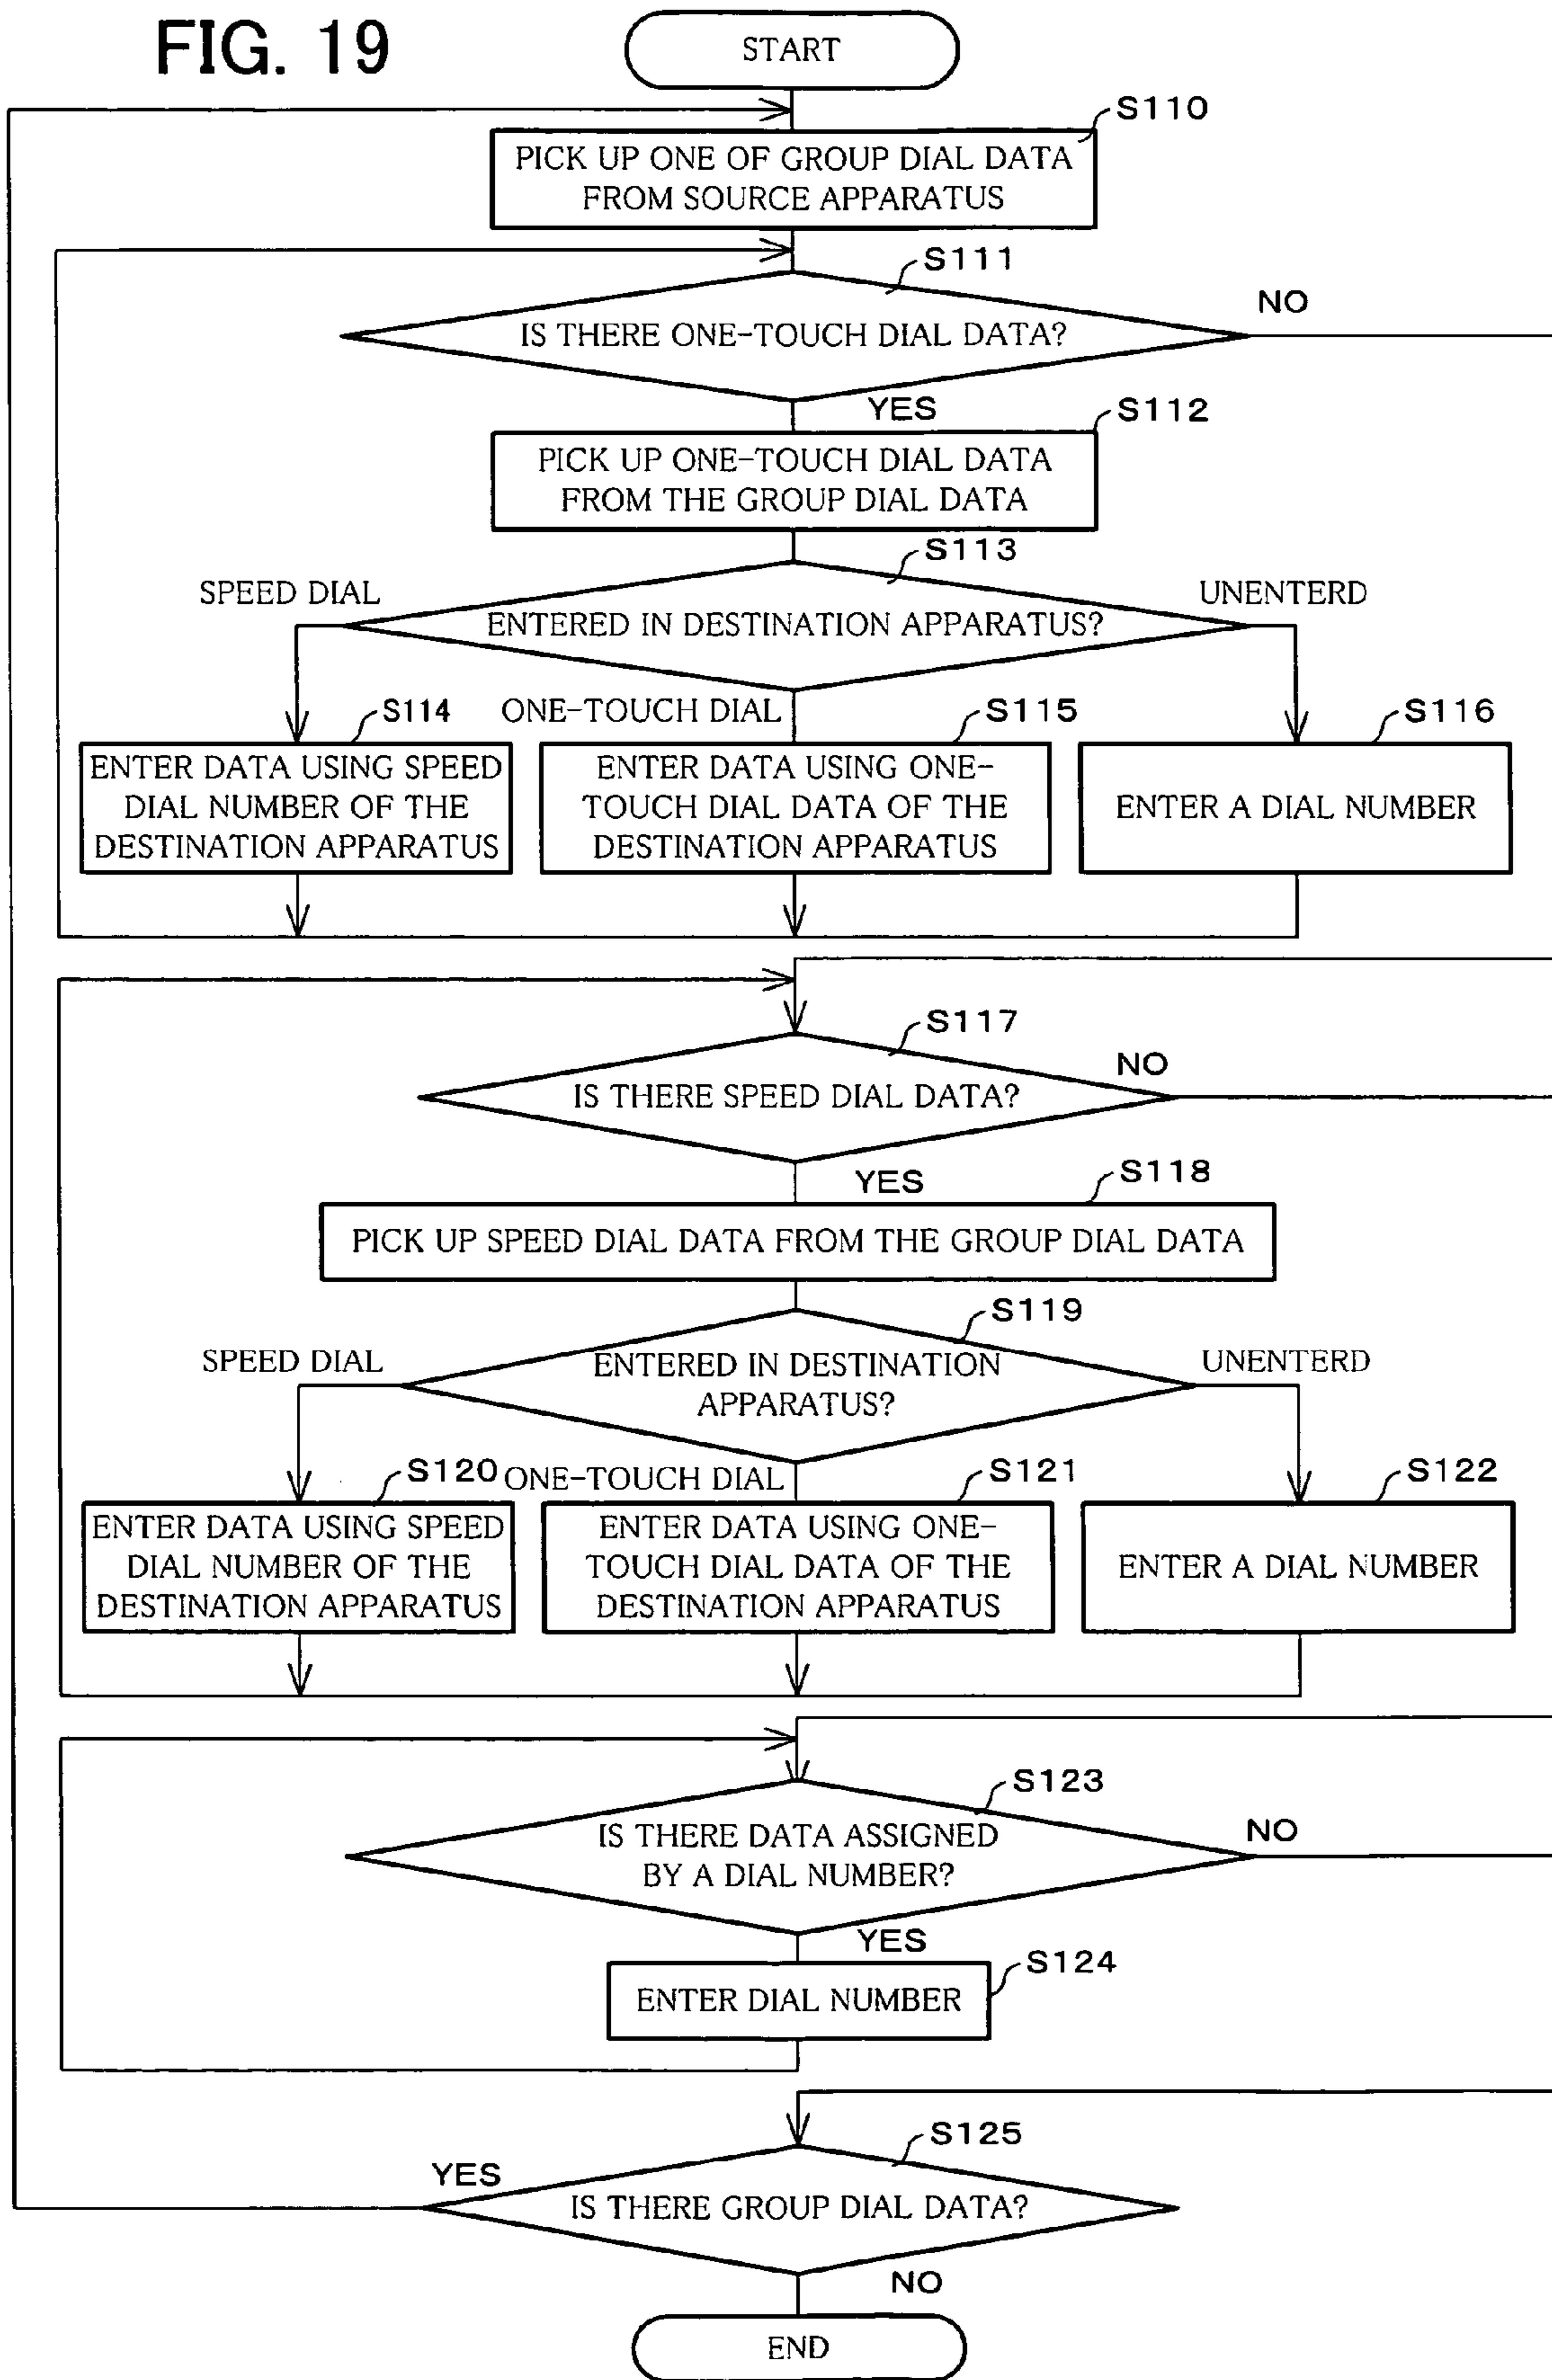 FIG. 19
START
S110
PICK UP ONE OF GROUP DIAL DATA
FROM SOURCE APPARATUS
S111
NO
IS THERE ONE-TOUCH DIAL DATA?
YES
S112
PICK UP ONE-TOUCH DIAL DATA
FROM THE GROUP DIAL DATA
S113
SPEED DIAL
UNENTERD
ENTERED IN DESTINATION APPARATUS?
S114
ONE-TOUCH DIAL
S115
S116
ENTER DATA USING SPEED
DIAL NUMBER OF THE
DESTINATION APPARATUS
ENTER DATA USING ONE-
TOUCH DIAL DATA OF THE
DESTINATION APPARATUS
ENTER A DIAL NUMBER
S117
NO
IS THERE SPEED DIAL DATA?
YES
S118
PICK UP SPEED DIAL DATA FROM THE GROUP DIAL DATA
S119
SPEED DIAL
UNENTERD
ENTERED IN DESTINATION
APPARATUS?
S120
ONE-TOUCH DIAL
S121
S122
ENTER DATA USING SPEED
DIAL NUMBER OF THE
DESTINATION APPARATUS
ENTER DATA USING ONE-
TOUCH DIAL DATA OF THE
DESTINATION APPARATUS
ENTER A DIAL NUMBER
S123
NO
IS THERE DATA ASSIGNED
BY A DIAL NUMBER?
YES
S124
ENTER DIAL NUMBER
S125
YES
IS THERE GROUP DIAL DATA?
NO
END